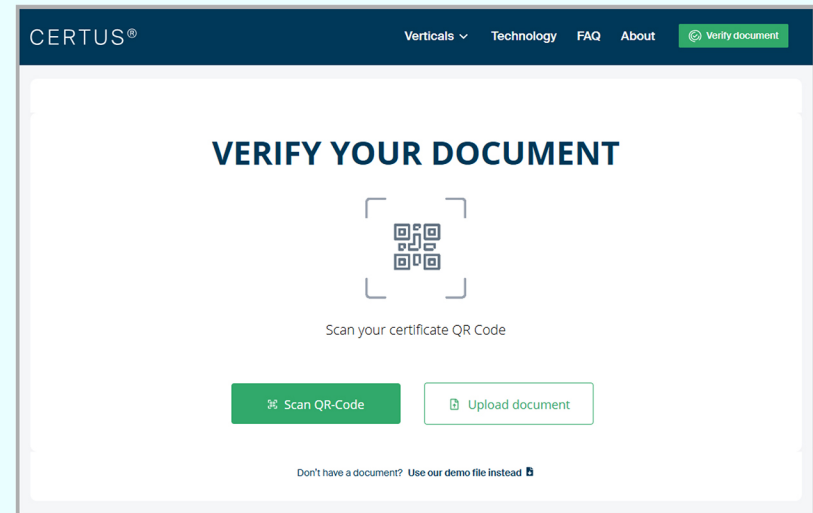 CERTUS®
Verticals Technology FAQ About Verify document
VERIFY YOUR DOCUMENT
Scan your certificate QR Code
Scan QR-Code Upload document
Don't have a document? Use our demo file instead